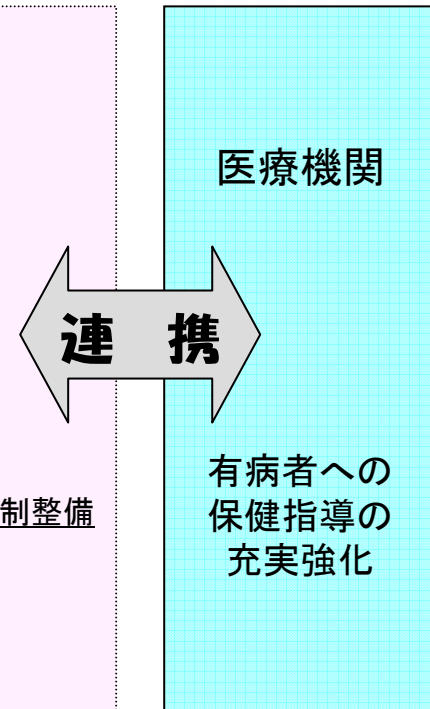 医療機関
連 携
制整備
有病者への
保健指導の
充実強化